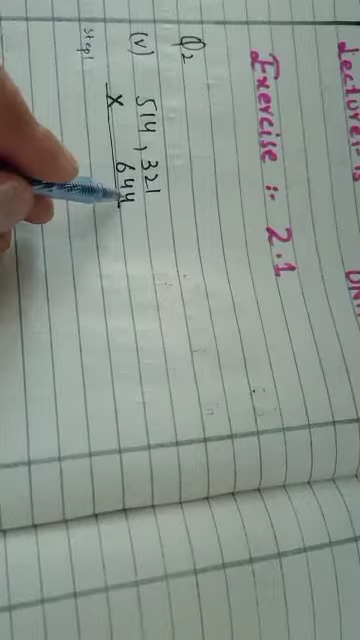 Exercise :- 2.1
Q2
(v) 514,321
x 644
Step1